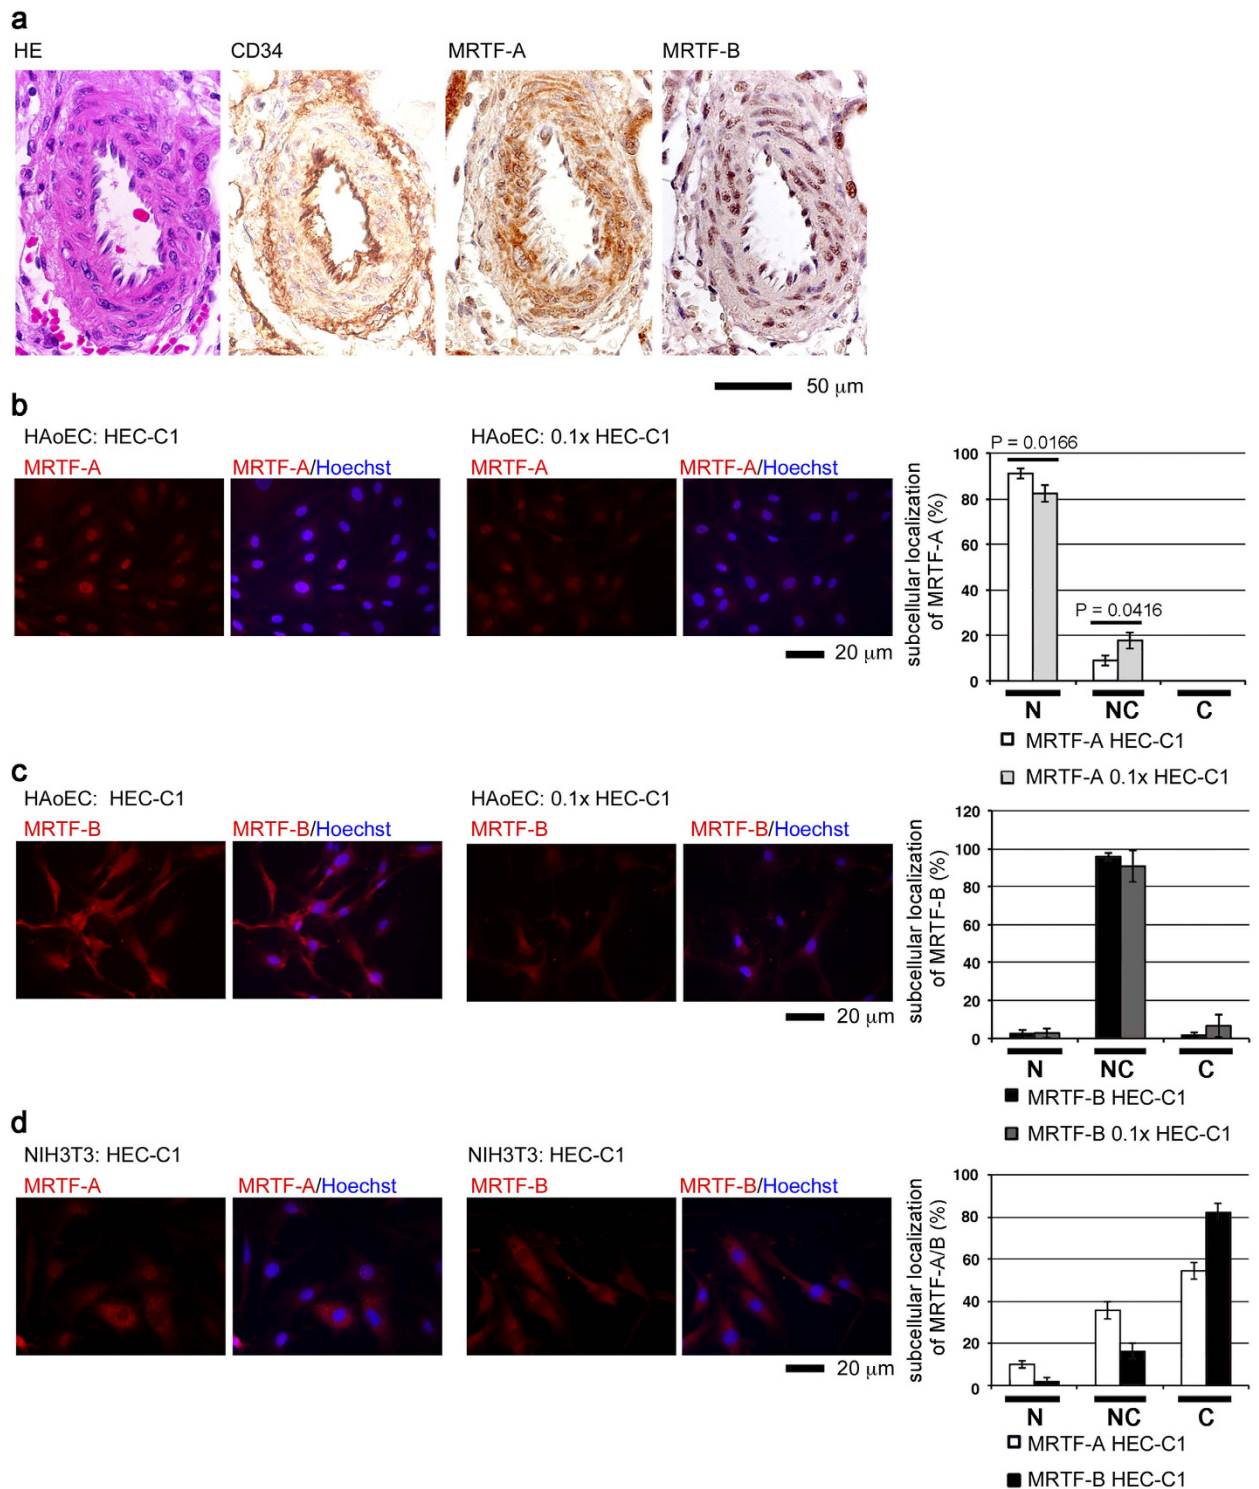 a
HE CD34 MRTF-A MRTF-B
50 μm
b
HAoEC: HEC-C1 HAoEC: 0.1x HEC-C1
MRTF-A MRTF-A/Hoechst MRTF-A MRTF-A/Hoechst
20 μm
subcellular localization
of MRTF-A (%)
P = 0.0166
100
80
60
40
P = 0.0416
20
0
N NC C
MRTF-A HEC-C1
MRTF-A 0.1x HEC-C1
c
HAoEC: HEC-C1 HAoEC: 0.1x HEC-C1
MRTF-B MRTF-B/Hoechst MRTF-B MRTF-B/Hoechst
20 μm
subcellular localization
of MRTF-B (%)
120
100
80
60
40
20
0
N NC C
MRTF-B HEC-C1
MRTF-B 0.1x HEC-C1
d
NIH3T3: HEC-C1 NIH3T3: HEC-C1
MRTF-A MRTF-A/Hoechst MRTF-B MRTF-B/Hoechst
20 μm
subcellular localization
of MRTF-A/B (%)
100
80
60
40
20
0
N NC C
MRTF-A HEC-C1
MRTF-B HEC-C1